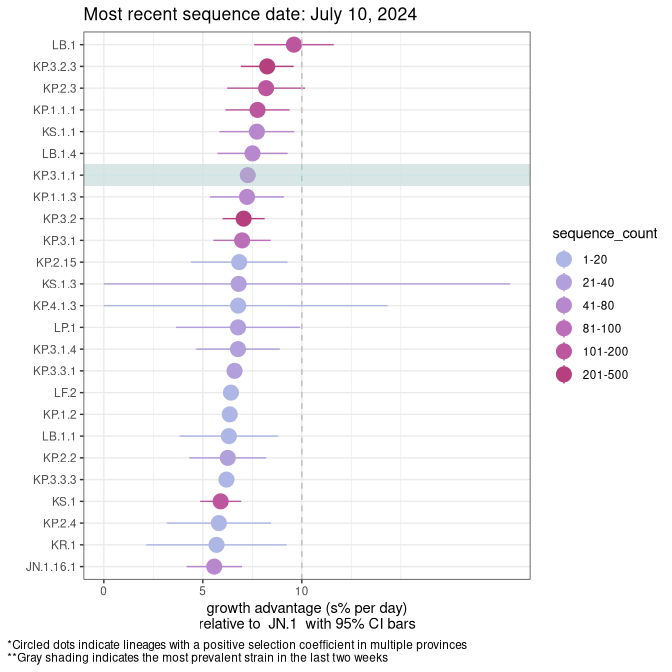 Most recent sequence date: July 10, 2024
LB.1
KP.3.2.3
KP.2.3
KP.1.1.1
KS.1.1
LB.1.4
KP.3.1.1
KP.1.1.3
KP.3.2
KP.3.1
KP.2.15
KS.1.3
KP.4.1.3
LP.1
KP.3.1.4
KP.3.3.1
LF.2
KP.1.2
LB.1.1
KP.2.2
KP.3.3.3
KS.1
KP.2.4
KR.1
JN.1.16.1
0 5 10
growth advantage (s% per day)
relative to JN.1 with 95% CI bars
sequence_count
1-20
21-40
41-80
81-100
101-200
201-500
*Circled dots indicate lineages with a positive selection coefficient in multiple provinces
**Gray shading indicates the most prevalent strain in the last two weeks